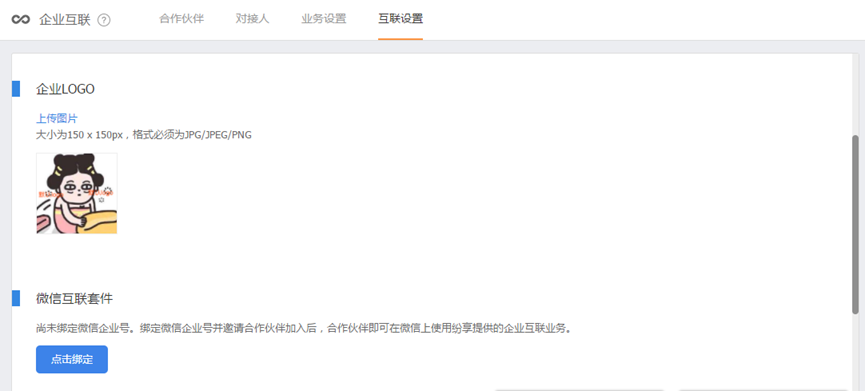 企业互联 ?
合作伙伴
对接人
业务设置
互联设置
企业LOGO
上传图片
大小为150 x 150px，格式必须为JPG/JPEG/PNG
微信互联套件
尚未绑定微信企业号。绑定微信企业号并邀请合作伙伴加入后，合作伙伴即可在微信上使用纷享提供的企业互联业务。
点击绑定